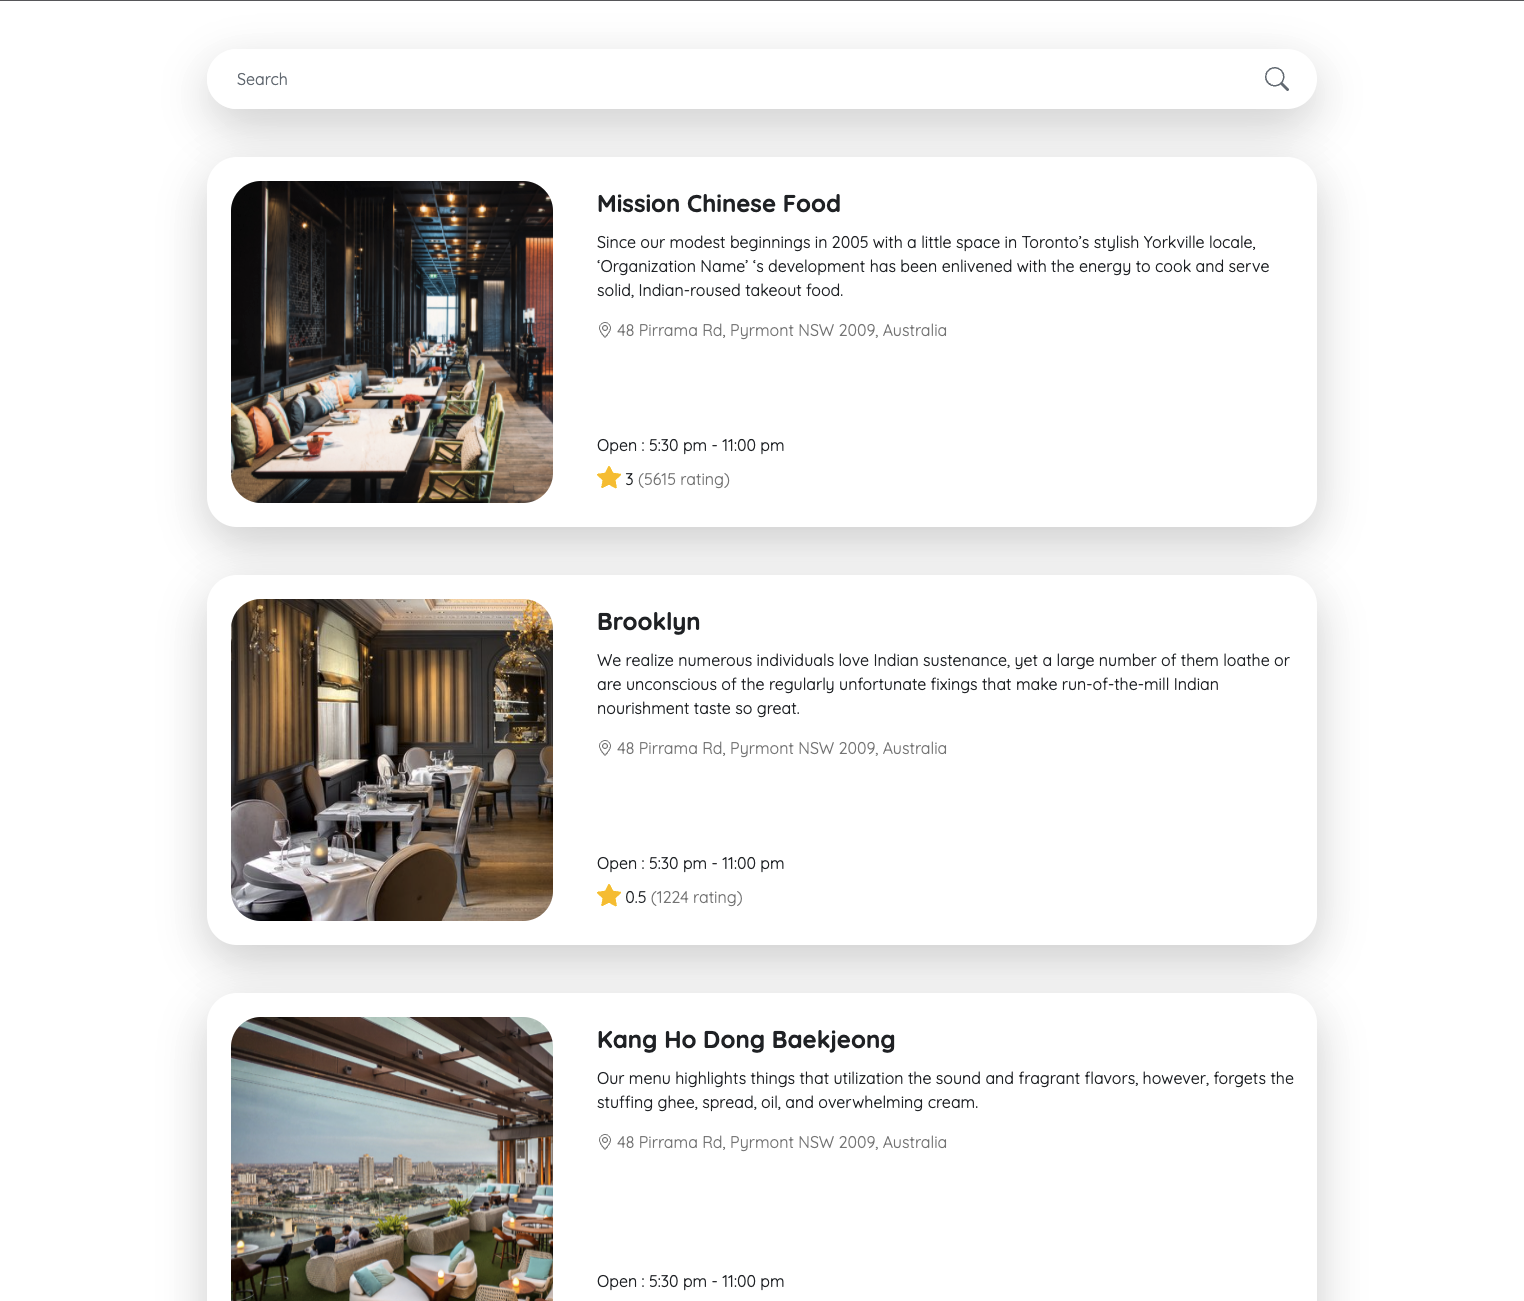 Search
Mission Chinese Food
Since our modest beginnings in 2005 with a little space in Toronto’s stylish Yorkville locale,
‘Organization Name’ ‘s development has been enlivened with the energy to cook and serve
solid, Indian-roused takeout food.
48 Pirrama Rd, Pyrmont NSW 2009, Australia
Open : 5:30 pm - 11:00 pm
3 (5615 rating)
Brooklyn
We realize numerous individuals love Indian sustenance, yet a large number of them loathe or
are unconscious of the regularly unfortunate fixings that make run-of-the-mill Indian
nourishment taste so great.
48 Pirrama Rd, Pyrmont NSW 2009, Australia
Open : 5:30 pm - 11:00 pm
0.5 (1224 rating)
Kang Ho Dong Baekjeong
Our menu highlights things that utilization the sound and fragrant flavors, however, forgets the
stuffing ghee, spread, oil, and overwhelming cream.
48 Pirrama Rd, Pyrmont NSW 2009, Australia
Open : 5:30 pm - 11:00 pm